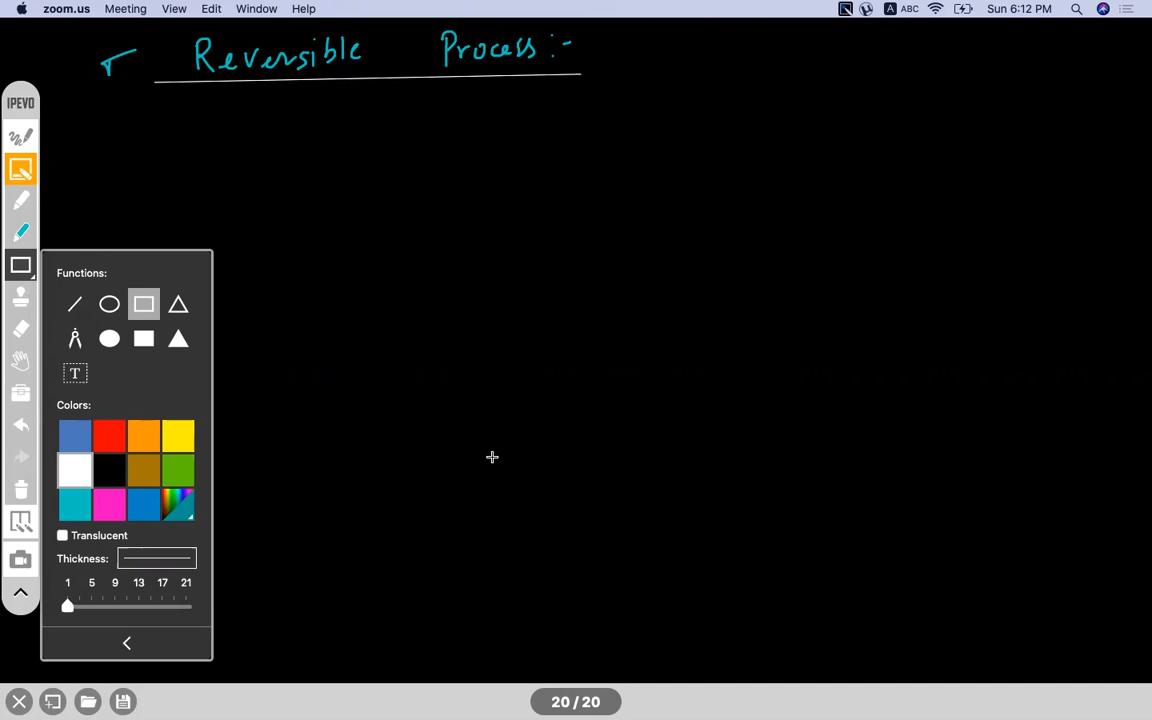 zoom.us Meeting View Edit Window Help A ABC Sun 6:12 PM
Reversible Process :-
IPEVO
Functions:
T
Colors:
Translucent
Thickness:
1 5 9 13 17 21
20 / 20